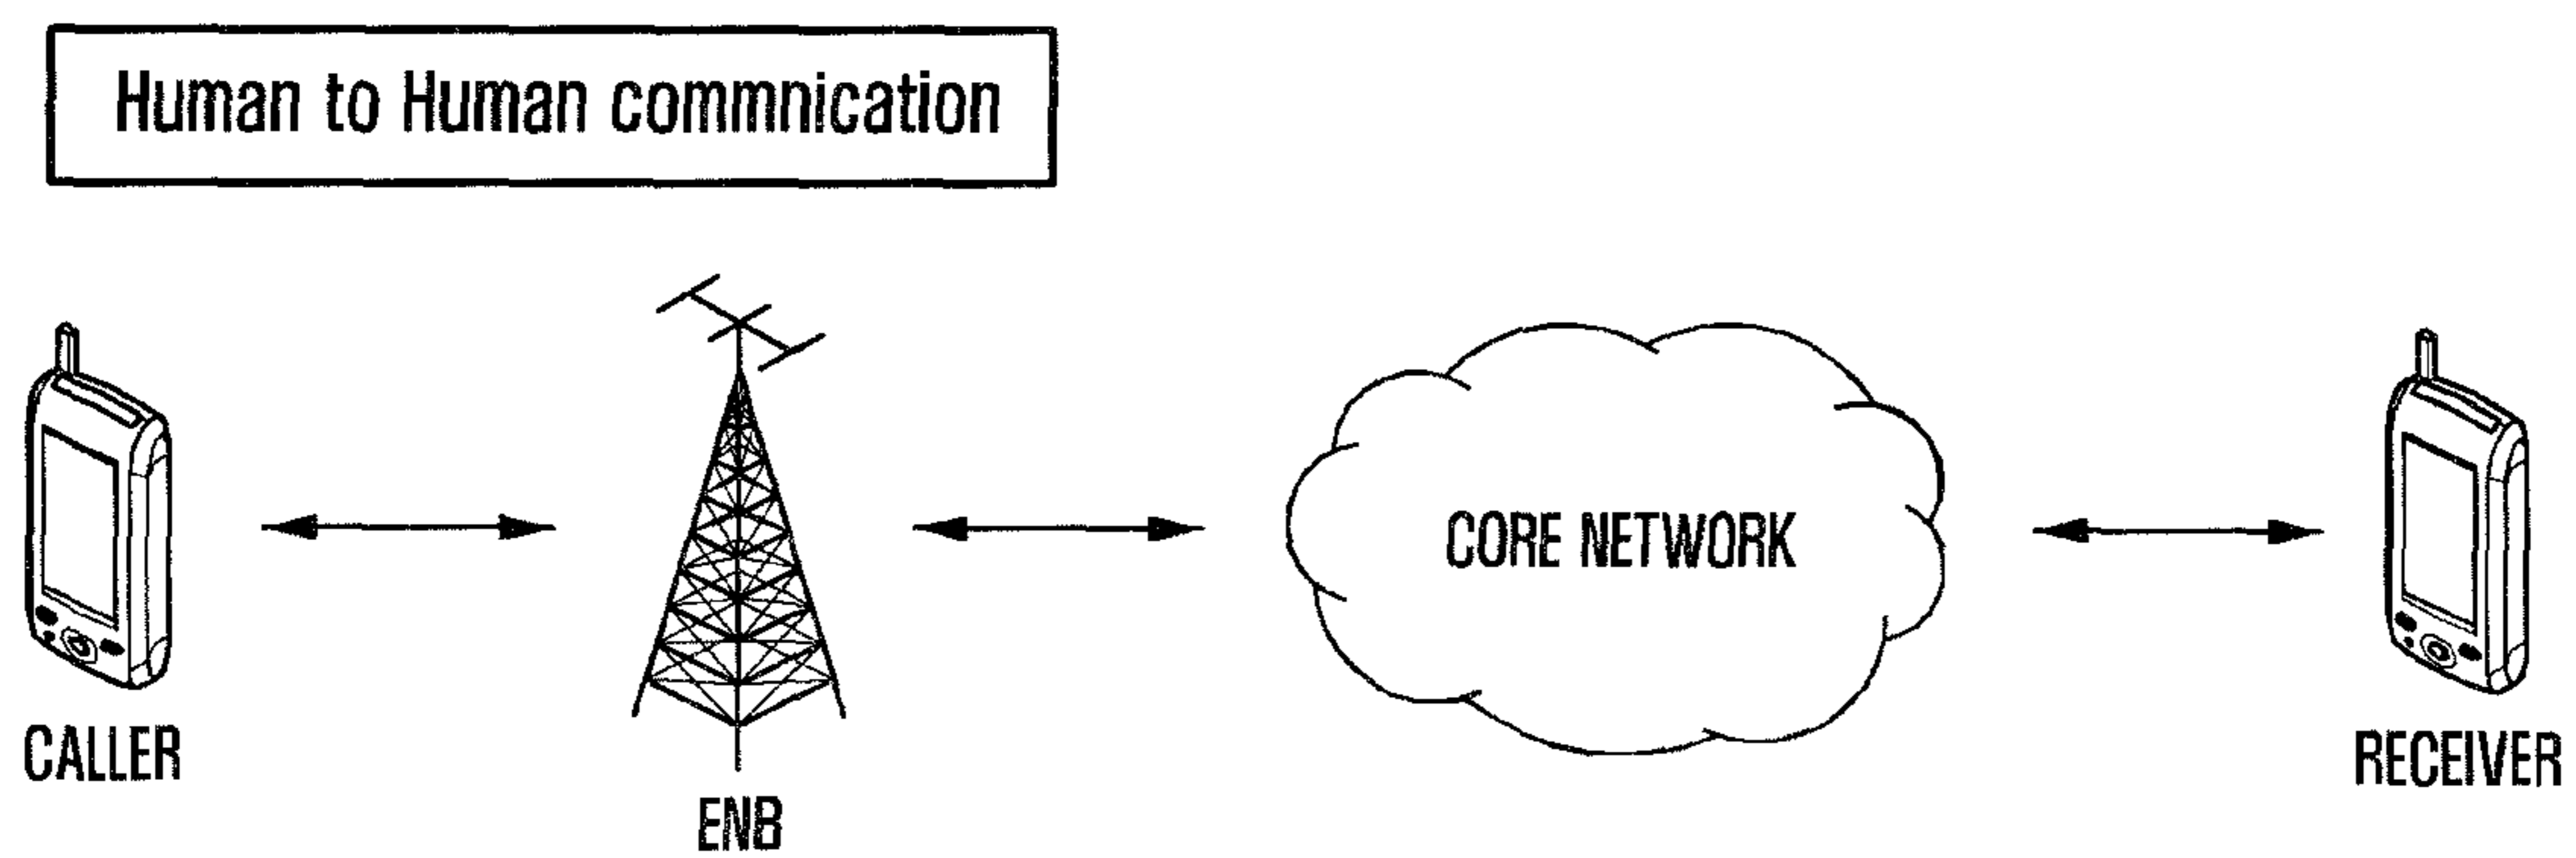 Human to Human commnication
CORE NETWORK
CALLER
RECEIVER
ENB